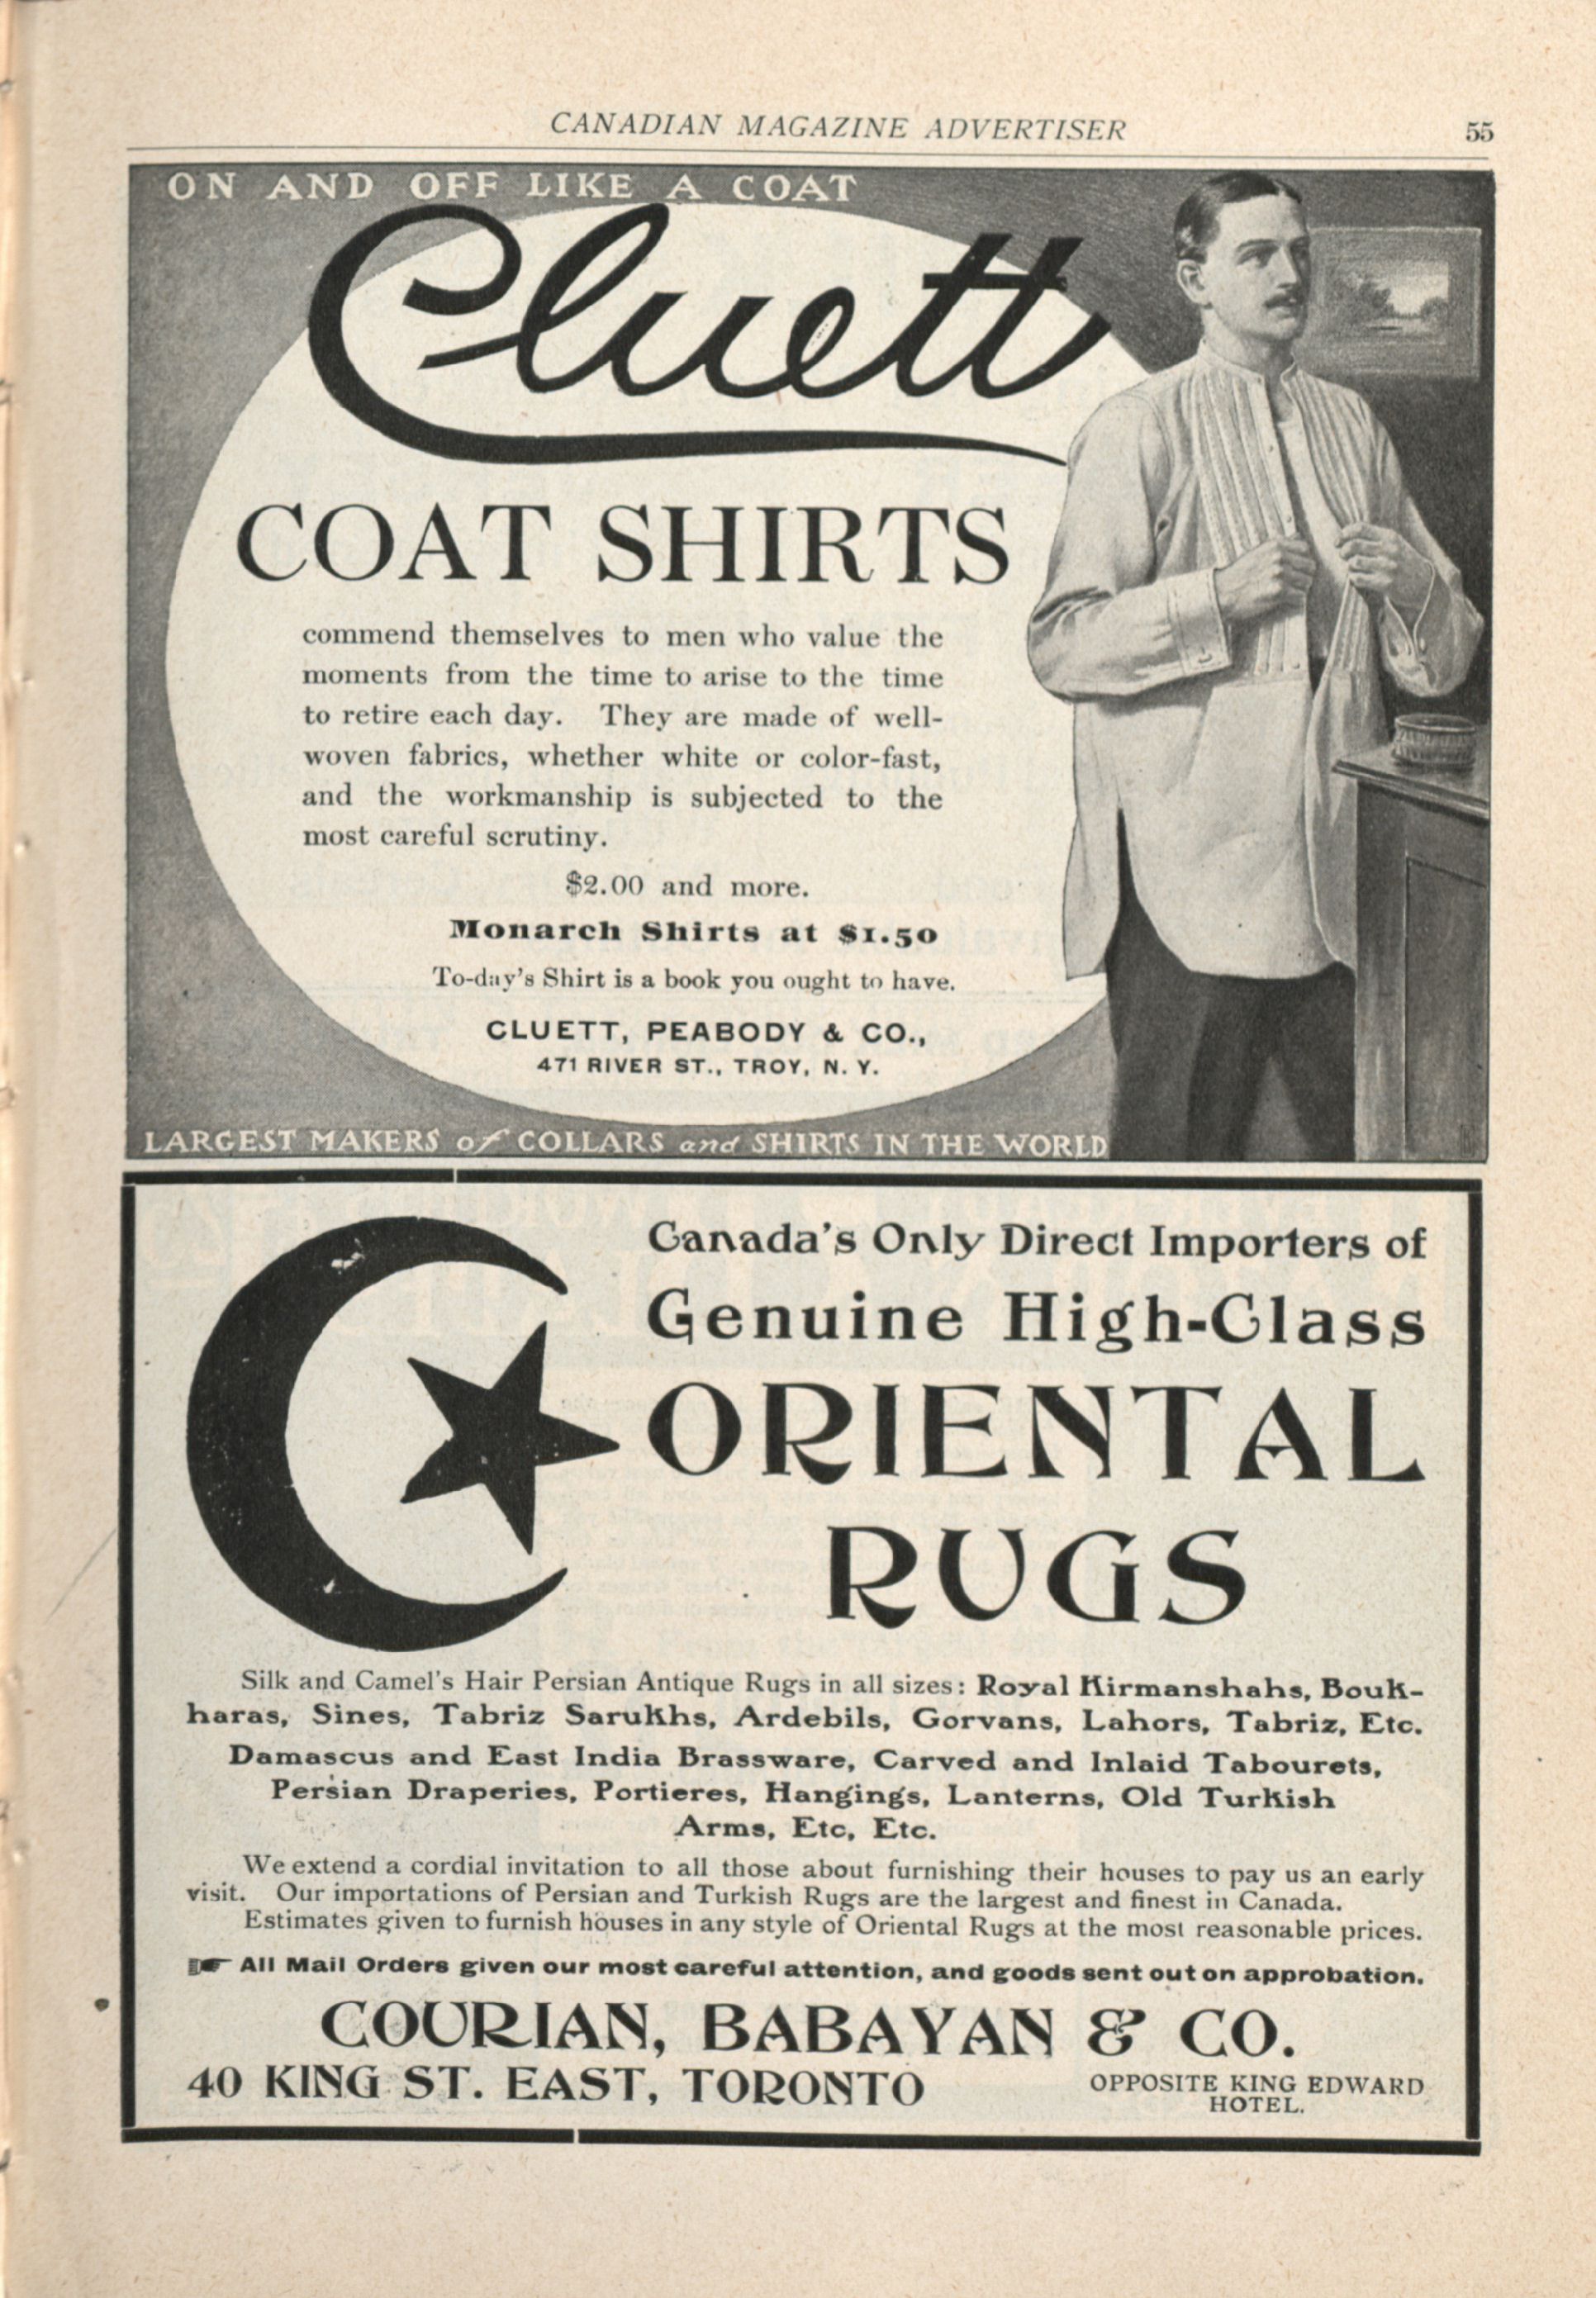 CANADIAN MAGAZINE ADVERTISER 55
ON AND OFF LIKE A COAT
Cluett
COAT SHIRTS
commend themselves to men who value the
moments from the time to arise to the time
to retire each day. They are made of well-
woven fabrics, whether white or color-fast,
and the workmanship is subjected to the
most careful scrutiny.
$2.00 and more.
Monarch Shirts at $1.50
To-day's Shirt is a book you ought to have.
CLUETT, PEABODY & CO.,
471 RIVER ST., TROY, N. Y.
LARGEST MAKERS of COLLARS and SHIRTS IN THE WORLD
Canada's Only Direct Importers of
Genuine High-Class
ORIENTAL
RUGS
Silk and Camel's Hair Persian Antique Rugs in all sizes: Royal Kirmanshahs, Bouk-
haras, Sines, Tabriz Sarukhs, Ardebils, Gorvans, Lahors, Tabriz, Etc.
Damascus and East India Brassware, Carved and Inlaid Tabourets,
Persian Draperies, Portieres, Hangings, Lanterns, Old Turkish
Arms, Etc, Etc.
We extend a cordial invitation to all those about furnishing their houses to pay us an early
visit. Our importations of Persian and Turkish Rugs are the largest and finest in Canada.
Estimates given to furnish houses in any style of Oriental Rugs at the most reasonable prices.
☛ All Mail Orders given our most careful attention, and goods sent out on approbation.
COURIAN, BABAYAN & CO.
40 KING ST. EAST, TORONTO OPPOSITE KING EDWARD
HOTEL.